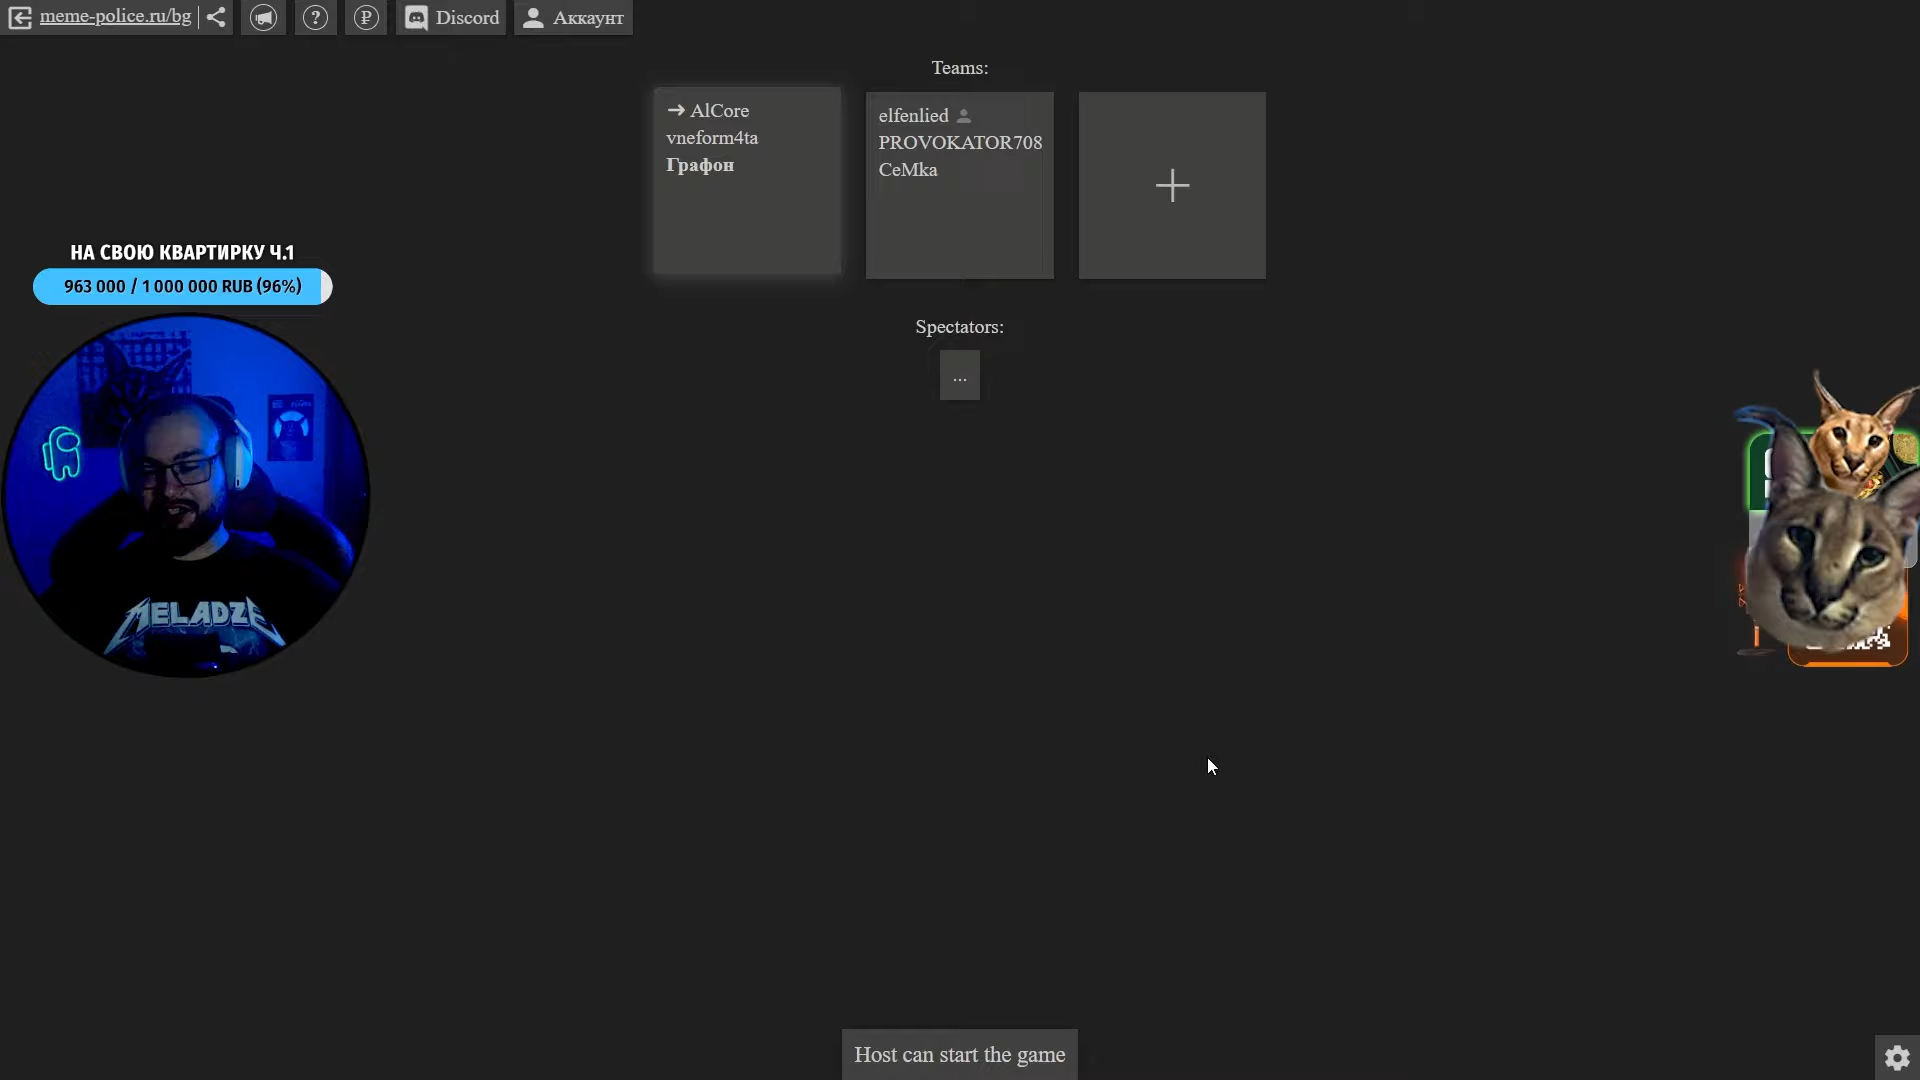 meme-police.ru/bg
?
₽
Discord
Аккаунт
Teams:
➔ AlCore
vneform4ta
Графон
elfenlied
PROVOKATOR708
CeMka
+
Spectators:
...
НА СВОЮ КВАРТИРКУ Ч.1
963 000 / 1 000 000 RUB (96%)
MELADZE
Host can start the game